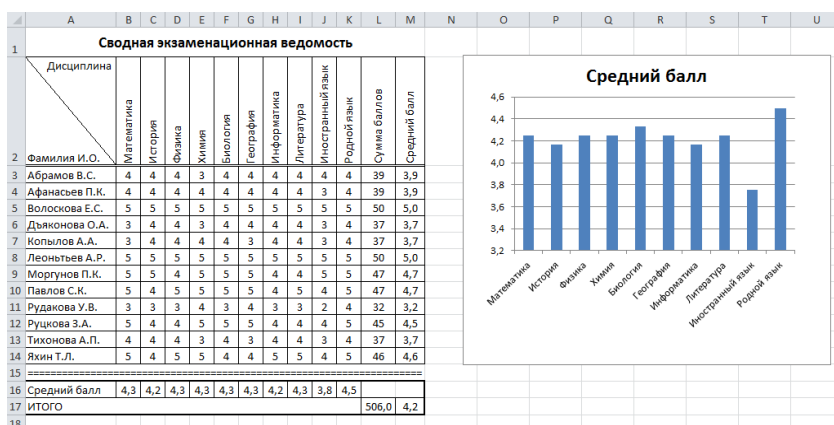 A B C D E F G H I J K L M N O P Q R S T U
1 Сводная экзаменационная ведомость
2 Дисциплина Фамилия И.О. Математика История Физика Химия Биология География Информатика Литература Иностранный язык Родной язык Сумма баллов Средний балл
3 Абрамов В.С. 4 4 4 3 4 4 4 4 4 4 39 3,9
4 Афанасьев П.К. 4 4 4 4 4 4 4 4 3 4 39 3,9
5 Волоскова Е.С. 5 5 5 5 5 5 5 5 5 5 50 5,0
6 Дъяконова О.А. 3 4 4 3 4 4 4 4 3 4 37 3,7
7 Копылов А.А. 3 4 4 4 4 3 4 4 3 4 37 3,7
8 Леоньтьев А.Р. 5 5 5 5 5 5 5 5 5 5 50 5,0
9 Моргунов П.К. 5 5 4 5 5 5 4 4 5 5 47 4,7
10 Павлов С.К. 5 4 5 5 5 5 4 5 4 5 47 4,7
11 Рудакова У.В. 3 3 3 4 3 4 3 3 2 4 32 3,2
12 Руцкова З.А. 5 4 4 5 5 5 4 4 4 5 45 4,5
13 Тихонова А.П. 4 4 4 3 4 3 4 4 3 4 37 3,7
14 Яхин Т.Л. 5 4 5 5 4 4 5 5 4 5 46 4,6
15 ==================================================================
16 Средний балл 4,3 4,2 4,3 4,3 4,3 4,3 4,2 4,3 3,8 4,5
17 ИТОГО 506,0 4,2
18
Средний балл
4,6
4,4
4,2
4,0
3,8
3,6
3,4
3,2
Математика
История
Физика
Химия
Биология
География
Информатика
Литература
Иностранный язык
Родной язык